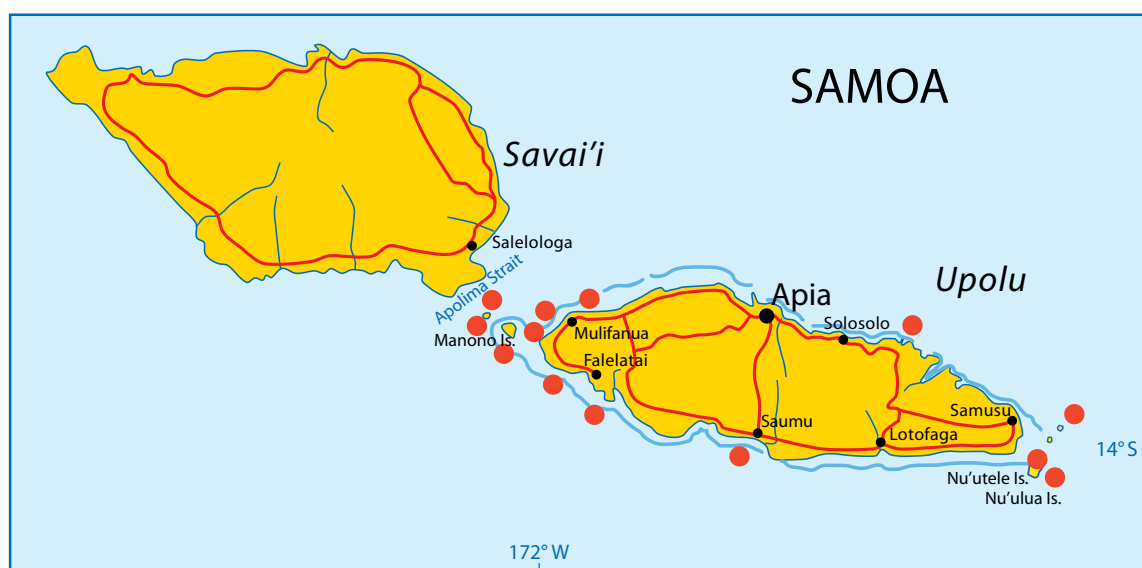 SAMOA
Savai'i
Salelologa
Apolima Strait
Upolu
Apia
Solosolo
Manono Is.
Mulifanua
Falelatai
Samusu
Saumu
Lotofaga
14° S
Nu'utele Is.
Nu'ulua Is.
172° W